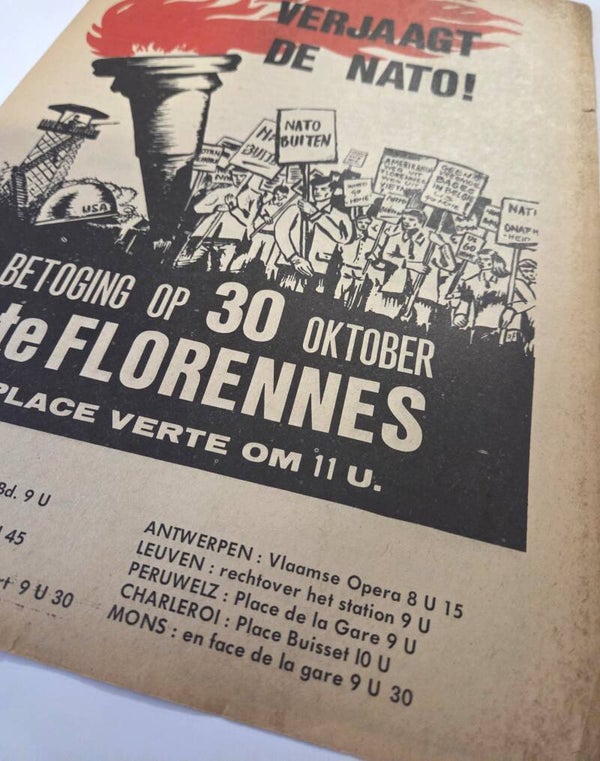 VERJAAGT
DE NATO!
NATO
BUITEN
USA
BETOGING OP 30 OKTOBER
te FLORENNES
PLACE VERTE OM 11 U.
Bd. 9 U
45
9 U 30
ANTWERPEN : Vlaamse Opera 8 U 15
LEUVEN : rechtover het station 9 U
PERUWELZ : Place de la Gare 9 U
CHARLEROI : Place Buisset 10 U
MONS : en face de la gare 9 U 30